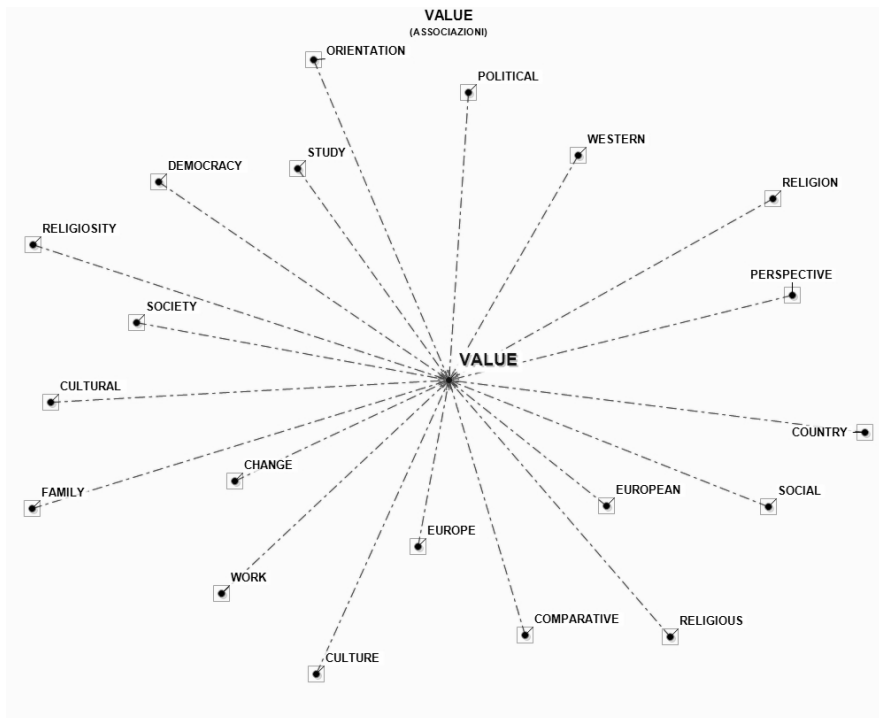 VALUE
(ASSOCIAZIONI)
ORIENTATION
POLITICAL
WESTERN
STUDY
DEMOCRACY
RELIGION
RELIGIOSITY
PERSPECTIVE
SOCIETY
VALUE
CULTURAL
COUNTRY
CHANGE
FAMILY
EUROPEAN
SOCIAL
EUROPE
WORK
COMPARATIVE
RELIGIOUS
CULTURE